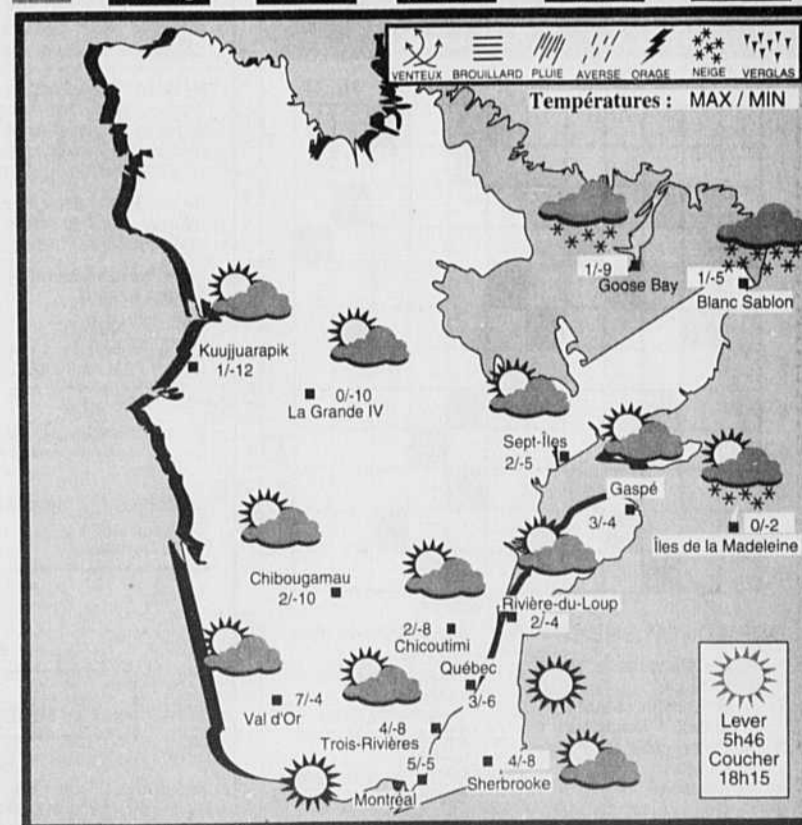 VENTEUX BROUILLARD PLUIE AVERSE ORAGE NEIGE VERGLAS
Températures : MAX / MIN
1/-9
Goose Bay
1/-5
Blanc Sablon
Kuujjuarapik
1/-12
0/-10
La Grande IV
Sept-Îles
2/-5
Gaspé
3/-4
0/-2
Îles de la Madeleine
Chibougamau
2/-10
Rivière-du-Loup
2/-4
2/-8
Chicoutimi
Québec
3/-6
7/-4
Val d'Or
4/-8
Trois-Rivières
5/-5
Montréal
4/-8
Sherbrooke
Lever
5h46
Coucher
18h15